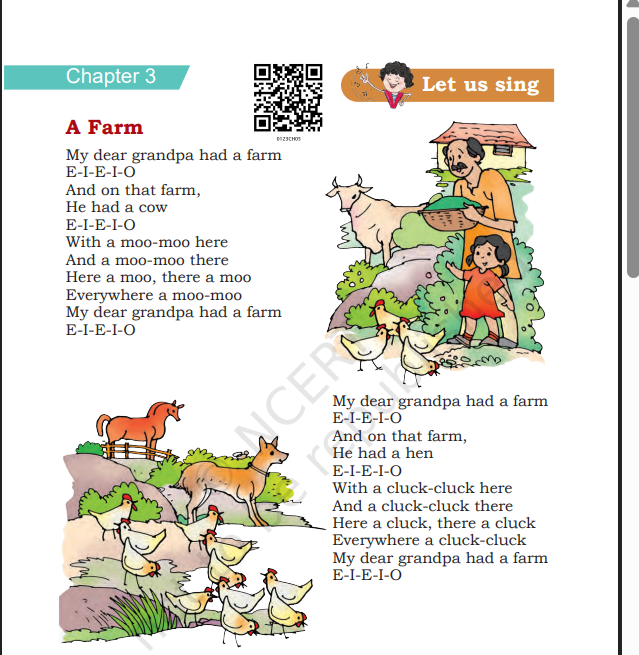 Chapter 3
0123CH05
Let us sing
A Farm
My dear grandpa had a farm
E-I-E-I-O
And on that farm,
He had a cow
E-I-E-I-O
With a moo-moo here
And a moo-moo there
Here a moo, there a moo
Everywhere a moo-moo
My dear grandpa had a farm
E-I-E-I-O
My dear grandpa had a farm
E-I-E-I-O
And on that farm,
He had a hen
E-I-E-I-O
With a cluck-cluck here
And a cluck-cluck there
Here a cluck, there a cluck
Everywhere a cluck-cluck
My dear grandpa had a farm
E-I-E-I-O
NCERT
republ